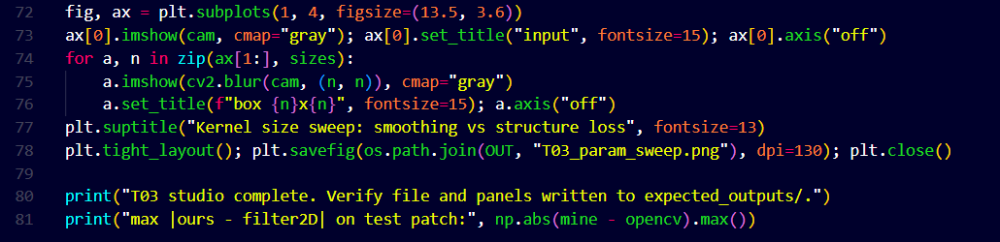 72 fig, ax = plt.subplots(1, 4, figsize=(13.5, 3.6))
73 ax[0].imshow(cam, cmap="gray"); ax[0].set_title("input", fontsize=15); ax[0].axis("off")
74 for a, n in zip(ax[1:], sizes):
75     a.imshow(cv2.blur(cam, (n, n)), cmap="gray")
76     a.set_title(f"box {n}x{n}", fontsize=15); a.axis("off")
77 plt.suptitle("Kernel size sweep: smoothing vs structure loss", fontsize=13)
78 plt.tight_layout(); plt.savefig(os.path.join(OUT, "T03_param_sweep.png"), dpi=130); plt.close()
79
80 print("T03 studio complete. Verify file and panels written to expected_outputs/.")
81 print("max |ours - filter2D| on test patch:", np.abs(mine - opencv).max())